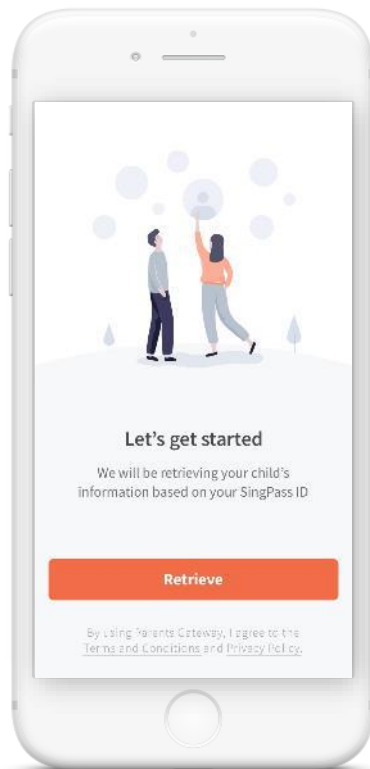 Let’s get started
We will be retrieving your child’s
information based on your SingPass ID
Retrieve
By using Parents Gateway, I agree to the
Terms and Conditions and Privacy Policy.